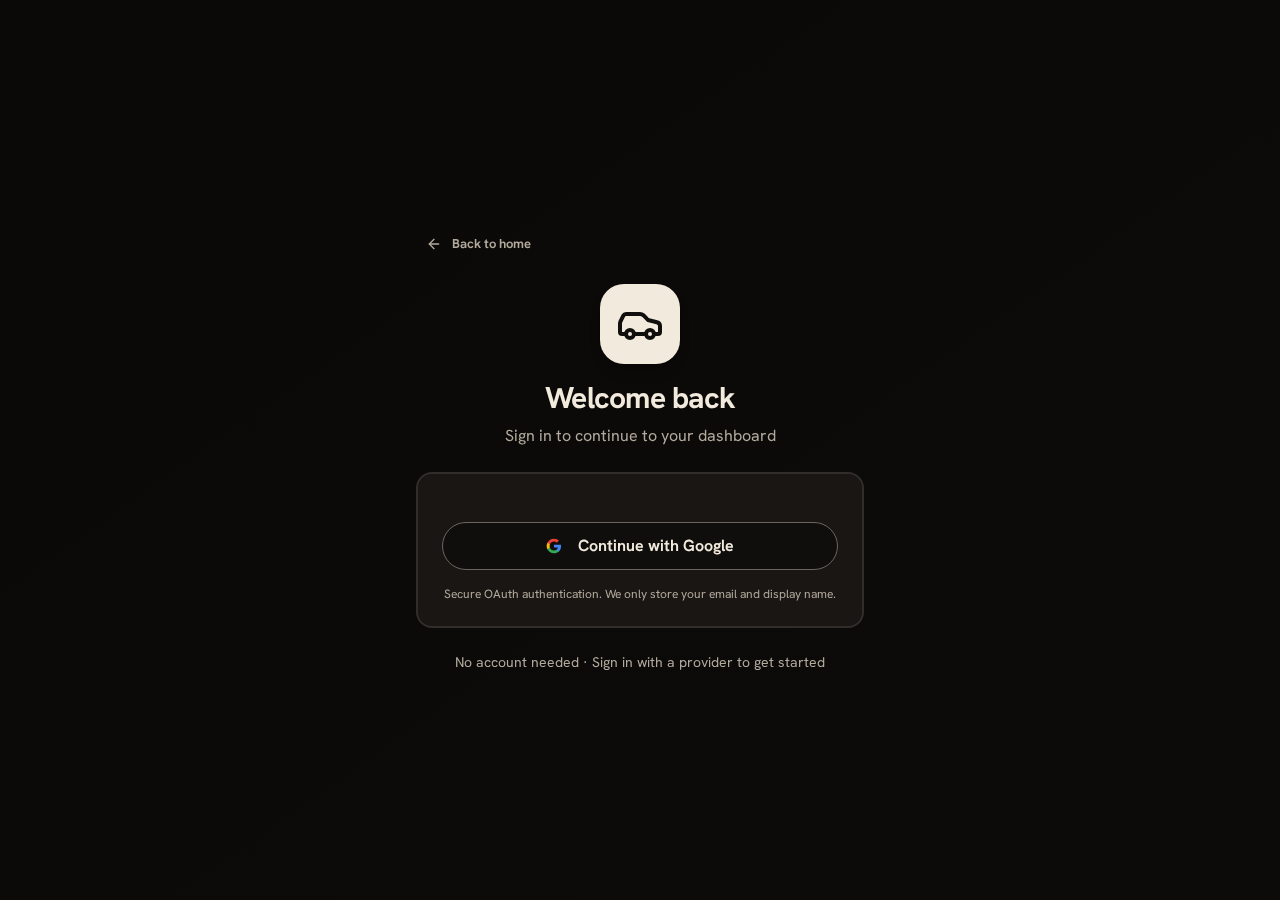 Back to home
Welcome back
Sign in to continue to your dashboard
Continue with Google
Secure OAuth authentication. We only store your email and display name.
No account needed · Sign in with a provider to get started